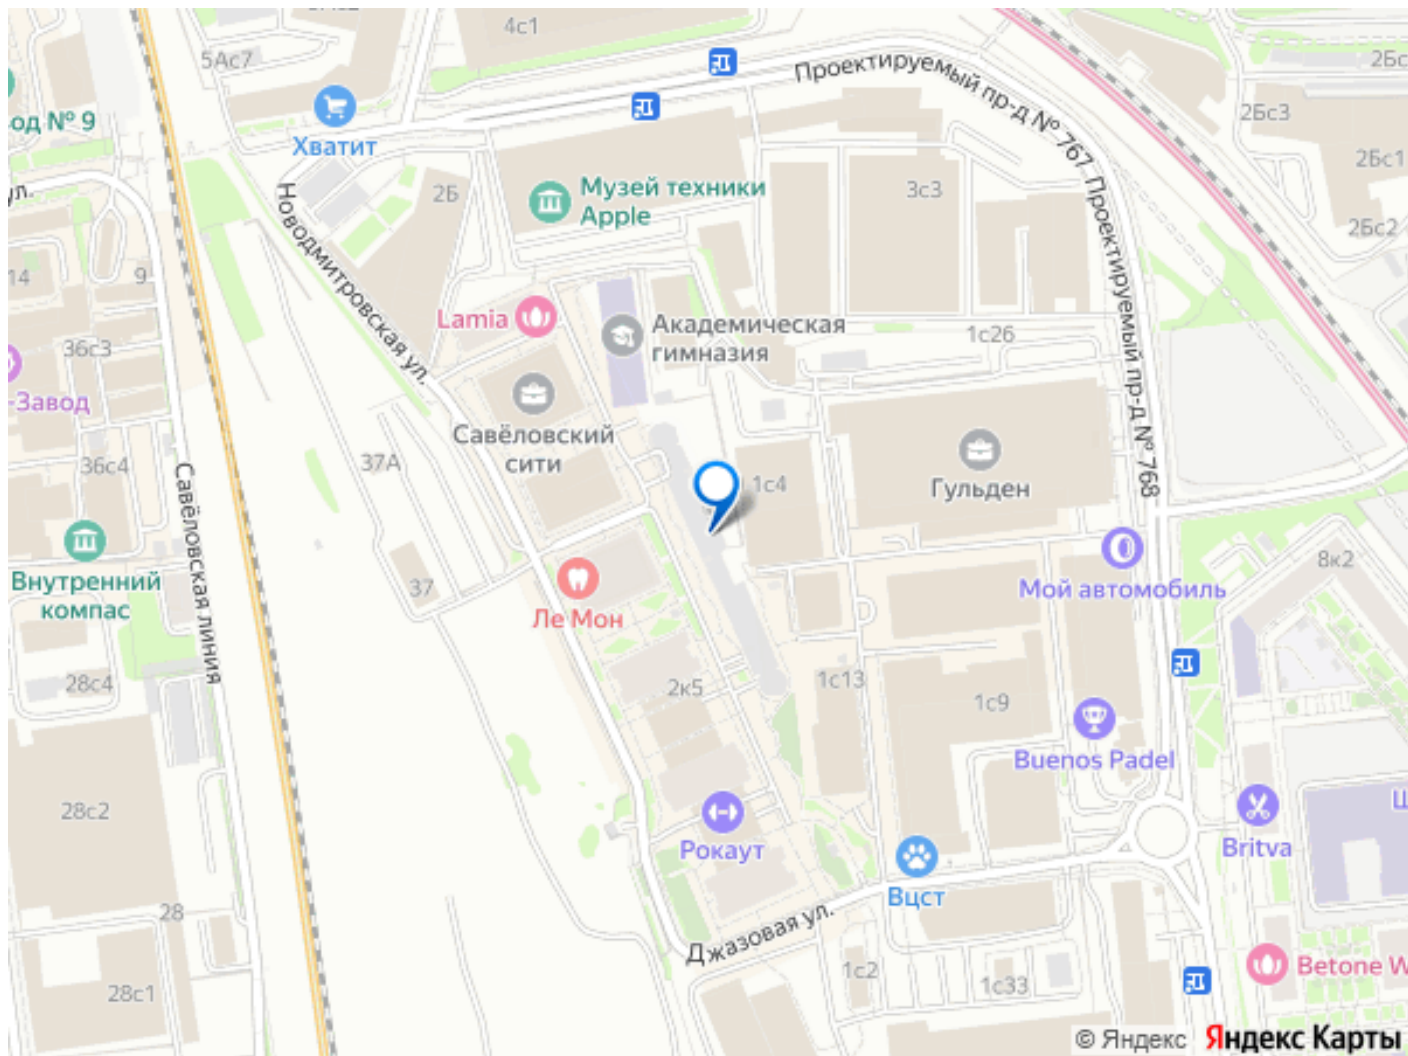 4с1
5Ас7
Проектируемый пр-д № 767
2Бс3
од № 9
Хватит
2Бс1
2Б
Музей техники
Apple
3с3
ул.
Новодмитровская ул.
Проектируемый пр-д № 768
2Бс2
14
9
Lamia
Академическая
гимназия
1с26
36с3
-Завод
Савёловский
сити
37А
36с4
1с4
Гульден
Савёловская линия
Внутренний
компас
37
Ле Мон
Мой автомобиль
8к2
28с4
2к5
1с13
1с9
Buenos Padel
28с2
Рокаут
Britva
Вцст
28
Джазовая ул.
1с2
1с33
Betone W
28с1
© Яндекс Яндекс Карты